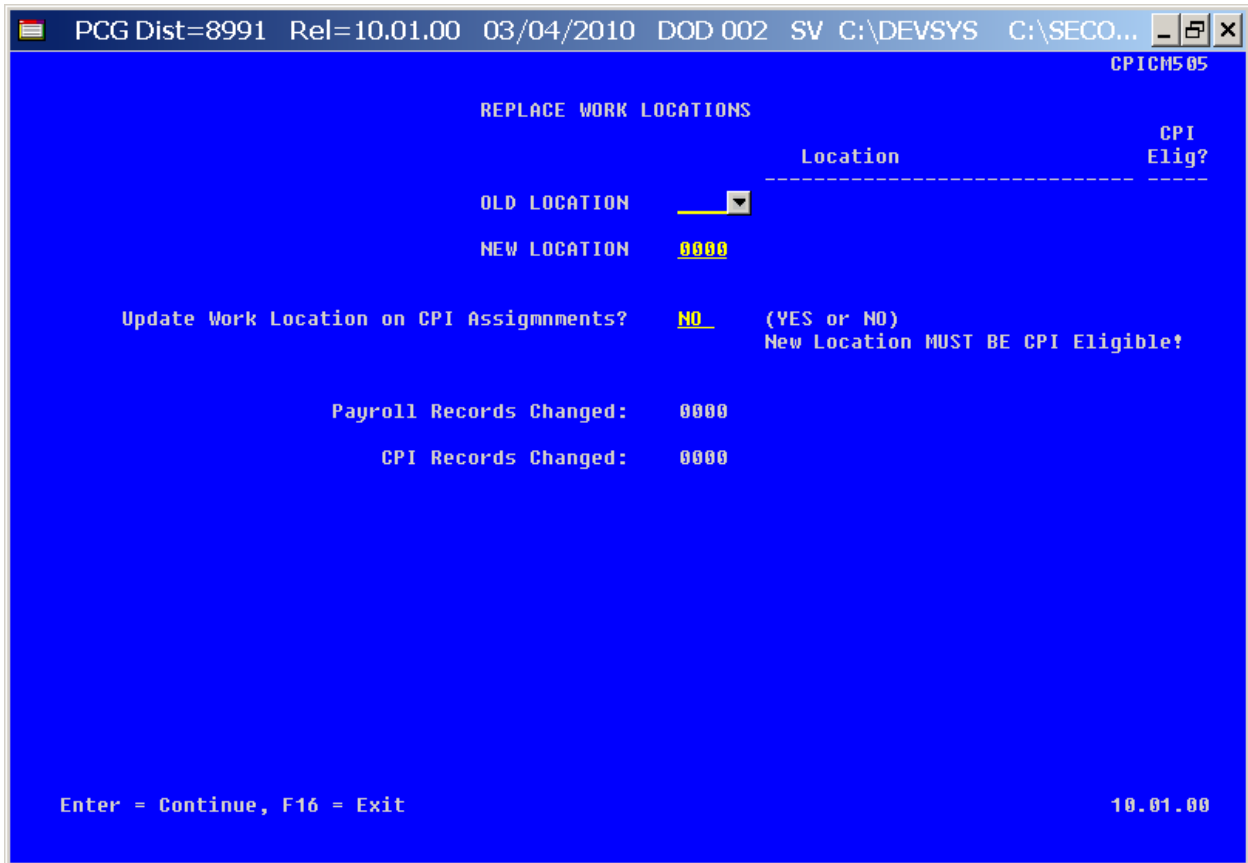 PCG Dist=8991 Rel=10.01.00 03/04/2010 DOD 002 SV C:\DEVSYS C:\SECO...
CPICM505
REPLACE WORK LOCATIONS
CPI
Location Elig?
------------------------------ -----
OLD LOCATION
NEW LOCATION 0000
Update Work Location on CPI Assigmnments? NO (YES or NO)
New Location MUST BE CPI Eligible!
Payroll Records Changed: 0000
CPI Records Changed: 0000
Enter = Continue, F16 = Exit 10.01.00